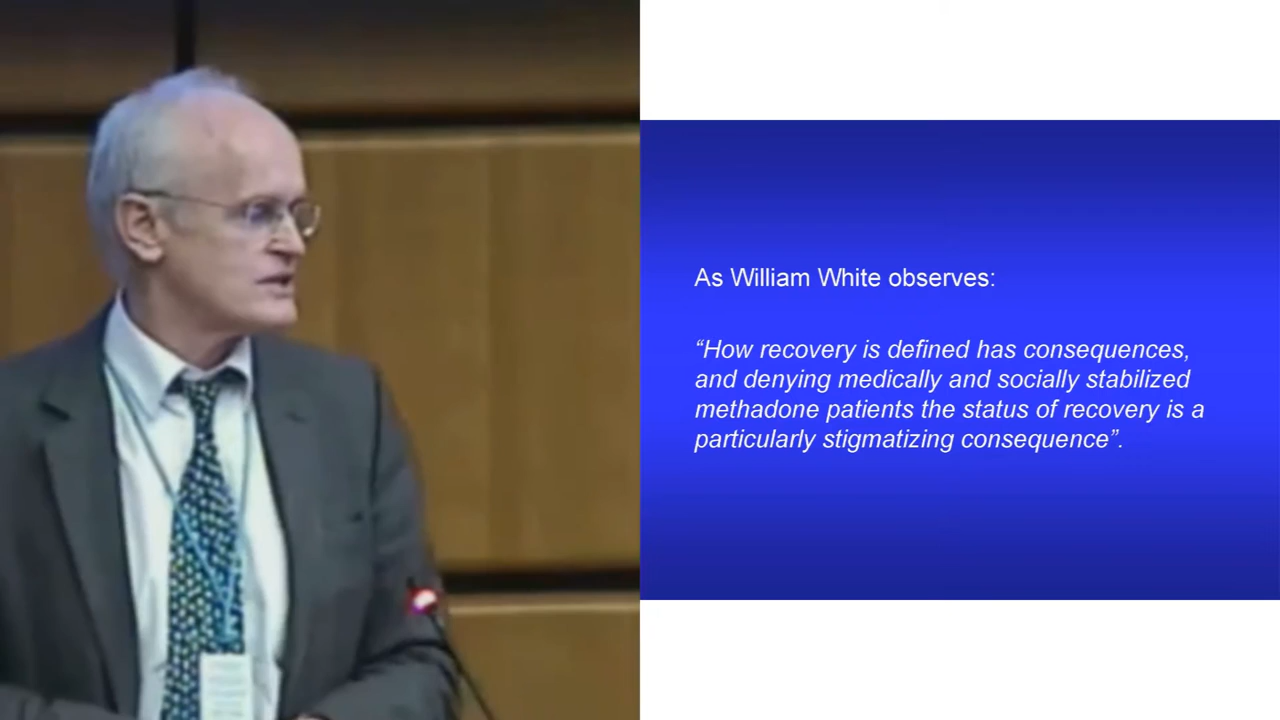 As William White observes:
“How recovery is defined has consequences,
and denying medically and socially stabilized
methadone patients the status of recovery is a
particularly stigmatizing consequence”.